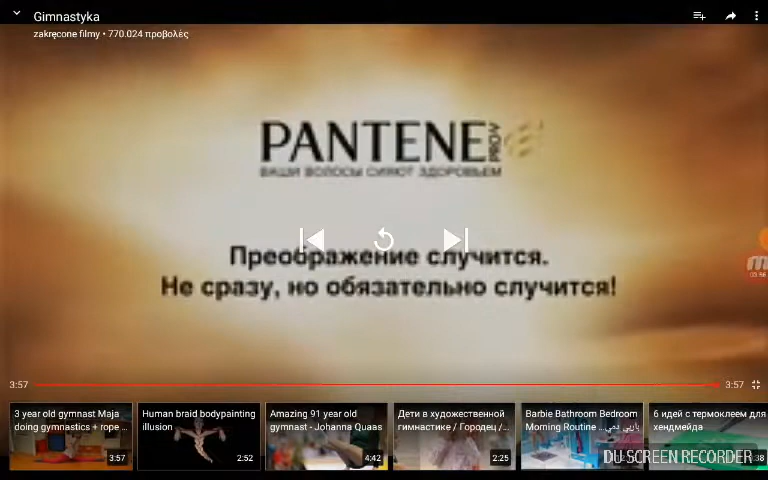 Gimnastyka
zakręcone filmy • 770.024 προβολές
PANTENE
PRO-V
ВАШИ ВОЛОСЫ СИЯЮТ ЗДОРОВЬЕМ
Преображение случится.
Не сразу, но обязательно случится!
3:57
3:57
3 year old gymnast Maja
doing gymnastics + rope ...
3:57
Human braid bodypainting
illusion
2:52
Amazing 91 year old
gymnast - Johanna Quaas
4:42
Дети в художественной
гимнастике / Городец /...
2:25
Barbie Bathroom Bedroom
Morning Routine ...
6 идей с термоклеем для
хендмейда
DU SCREEN RECORDER